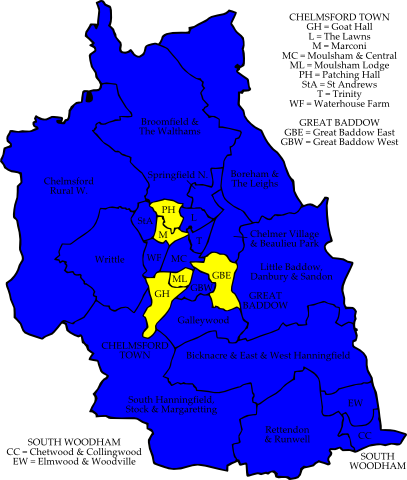 CHELMSFORD TOWN
GH = Goat Hall
L = The Lawns
M = Marconi
MC = Moulsham & Central
ML = Moulsham Lodge
PH = Patching Hall
StA = St Andrews
T = Trinity
WF = Waterhouse Farm
GREAT BADDOW
GBE = Great Baddow East
GBW = Great Baddow West
Broomfield &
The Walthams
Chelmsford
Rural W.
Springfield N.
Boreham &
The Leighs
PH
L
StA
M
T
Chelmer Village
& Beaulieu Park
Writtle
WF
MC
Little Baddow,
Danbury & Sandon
ML
GBE
GBW
GH
GREAT
BADDOW
Galleywood
CHELMSFORD
TOWN
Bicknacre & East & West Hanningfield
South Hanningfield,
Stock & Margaretting
EW
Rettendon
& Runwell
CC
SOUTH WOODHAM
CC = Chetwood & Collingwood
EW = Elmwood & Woodville
SOUTH
WOODHAM